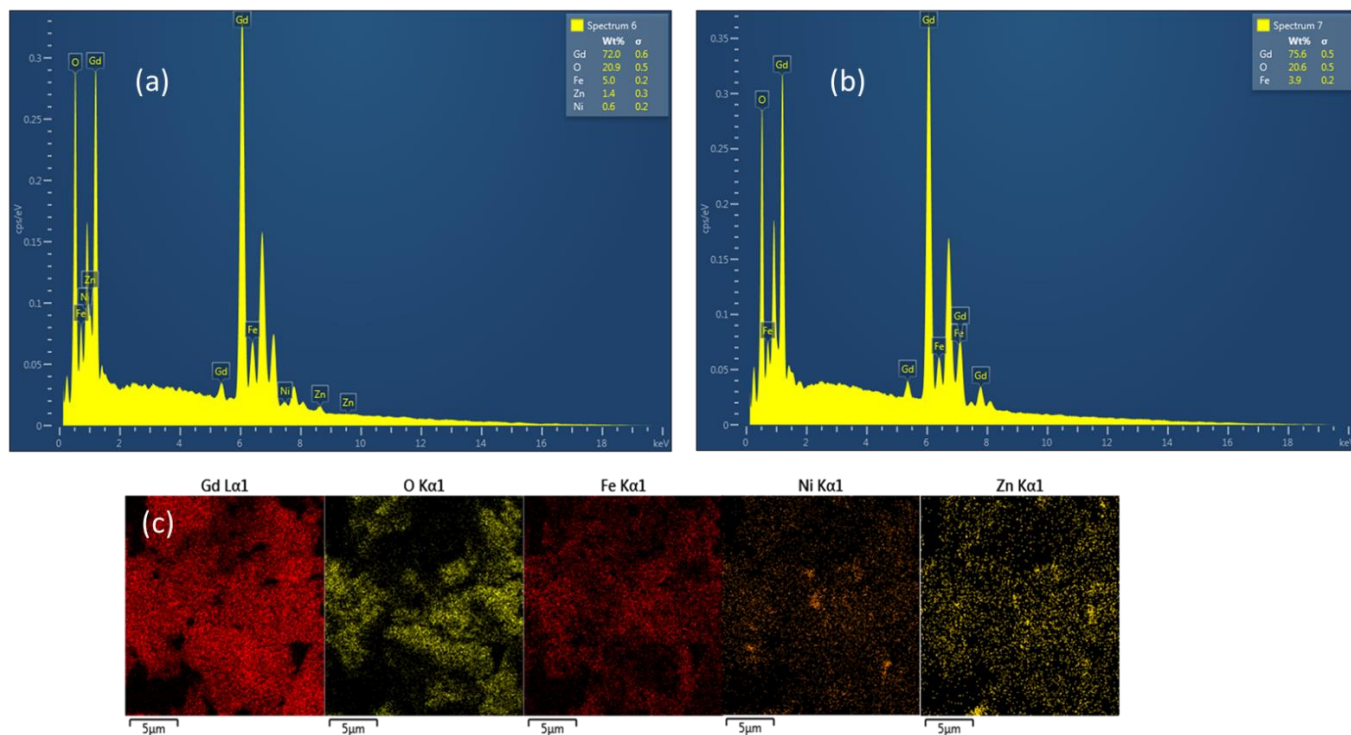 Spectrum 6
Wt% σ
Gd 72.0 0.6
O 20.9 0.5
Fe 5.0 0.2
Zn 1.4 0.3
Ni 0.6 0.2
(a)
Gd
O
Gd
Zn
N
Fe
Gd
Fe
Ni
Zn
Zn
cps/eV
0.3
0.25
0.2
0.15
0.1
0.05
0
0 2 4 6 8 10 12 14 16 18 keV
Spectrum 7
Wt% σ
Gd 75.6 0.5
O 20.6 0.5
Fe 3.9 0.2
(b)
Gd
Gd
O
Fe
Gd
Fe
Gd
Fe
Gd
cps/eV
0.35
0.3
0.25
0.2
0.15
0.1
0.05
0
0 2 4 6 8 10 12 14 16 18 keV
Gd Lα1 O Kα1 Fe Kα1 Ni Kα1 Zn Kα1
(c)
5µm 5µm 5µm 5µm 5µm